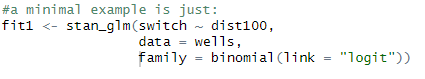 #a minimal example is just:
fit1 <- stan_glm(switch ~ dist100,
data = wells,
family = binomial(link = "logit"))